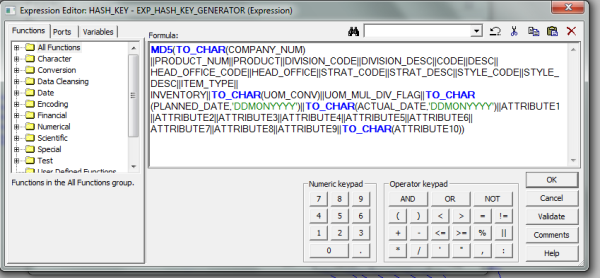 Expression Editor: HASH_KEY - EXP_HASH_KEY_GENERATOR (Expression)
Functions Ports Variables
Formula:
All Functions
Character
Conversion
Data Cleansing
Date
Encoding
Financial
Numerical
Scientific
Special
Test
User Defined Functions
Functions in the All Functions group.
MD5(TO_CHAR(COMPANY_NUM)
||PRODUCT_NUM||PRODUCT||DIVISION_CODE||DIVISION_DESC||CODE||DESC||
HEAD_OFFICE_CODE||HEAD_OFFICE||STRAT_CODE||STRAT_DESC||STYLE_CODE||STYLE_
DESC||ITEM_TYPE||
INVENTORY||TO_CHAR(UOM_CONV)||UOM_MUL_DIV_FLAG||TO_CHAR
(PLANNED_DATE,'DDMONYYYY')||TO_CHAR(ACTUAL_DATE,'DDMONYYYY')||ATTRIBUTE1
||ATTRIBUTE2||ATTRIBUTE3||ATTRIBUTE4||ATTRIBUTE5||ATTRIBUTE6||
ATTRIBUTE7||ATTRIBUTE8||ATTRIBUTE9||TO_CHAR(ATTRIBUTE10))
Numeric keypad
7 8 9
4 5 6
1 2 3
0 .
Operator keypad
AND OR NOT
( ) < > = !=
+ - <= >= % ||
* / ' " , :
OK
Cancel
Validate
Comments
Help